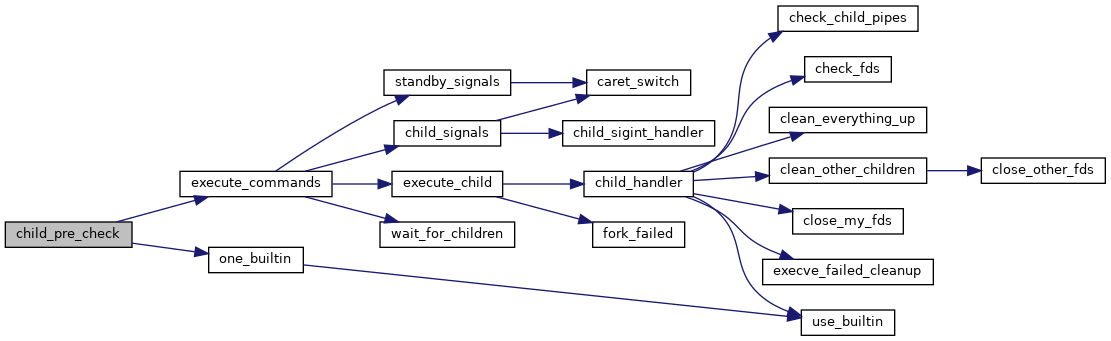 check_child_pipes
check_fds
standby_signals
caret_switch
clean_everything_up
child_signals
child_sigint_handler
clean_other_children
close_other_fds
execute_commands
execute_child
child_handler
close_my_fds
child_pre_check
wait_for_children
fork_failed
one_builtin
execve_failed_cleanup
use_builtin